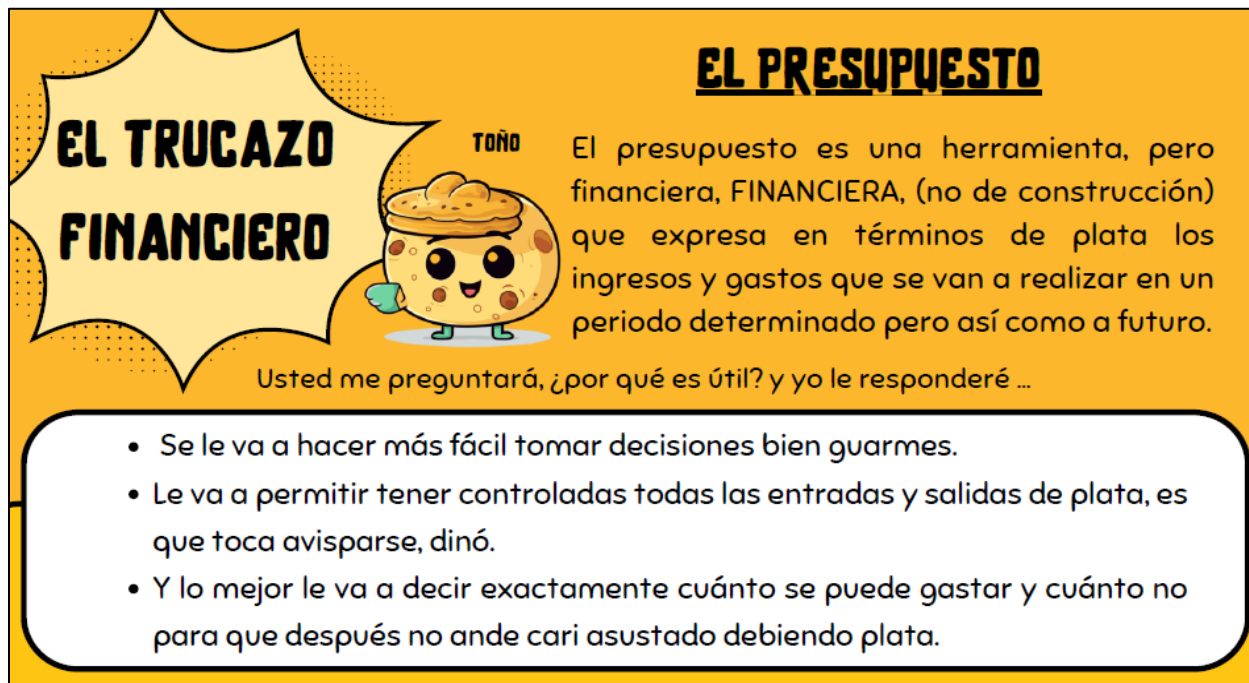 EL TRUCAZO
FINANCIERO
TOÑO
EL PRESUPUESTO
El presupuesto es una herramienta, pero
financiera, FINANCIERA, (no de construcción)
que expresa en términos de plata los
ingresos y gastos que se van a realizar en un
periodo determinado pero así como a futuro.
Usted me preguntará, ¿por qué es útil? y yo le responderé ...
• Se le va a hacer más fácil tomar decisiones bien guarmes.
• Le va a permitir tener controladas todas las entradas y salidas de plata, es
que toca avisparse, dinó.
• Y lo mejor le va a decir exactamente cuánto se puede gastar y cuánto no
para que después no ande cari asustado debiendo plata.